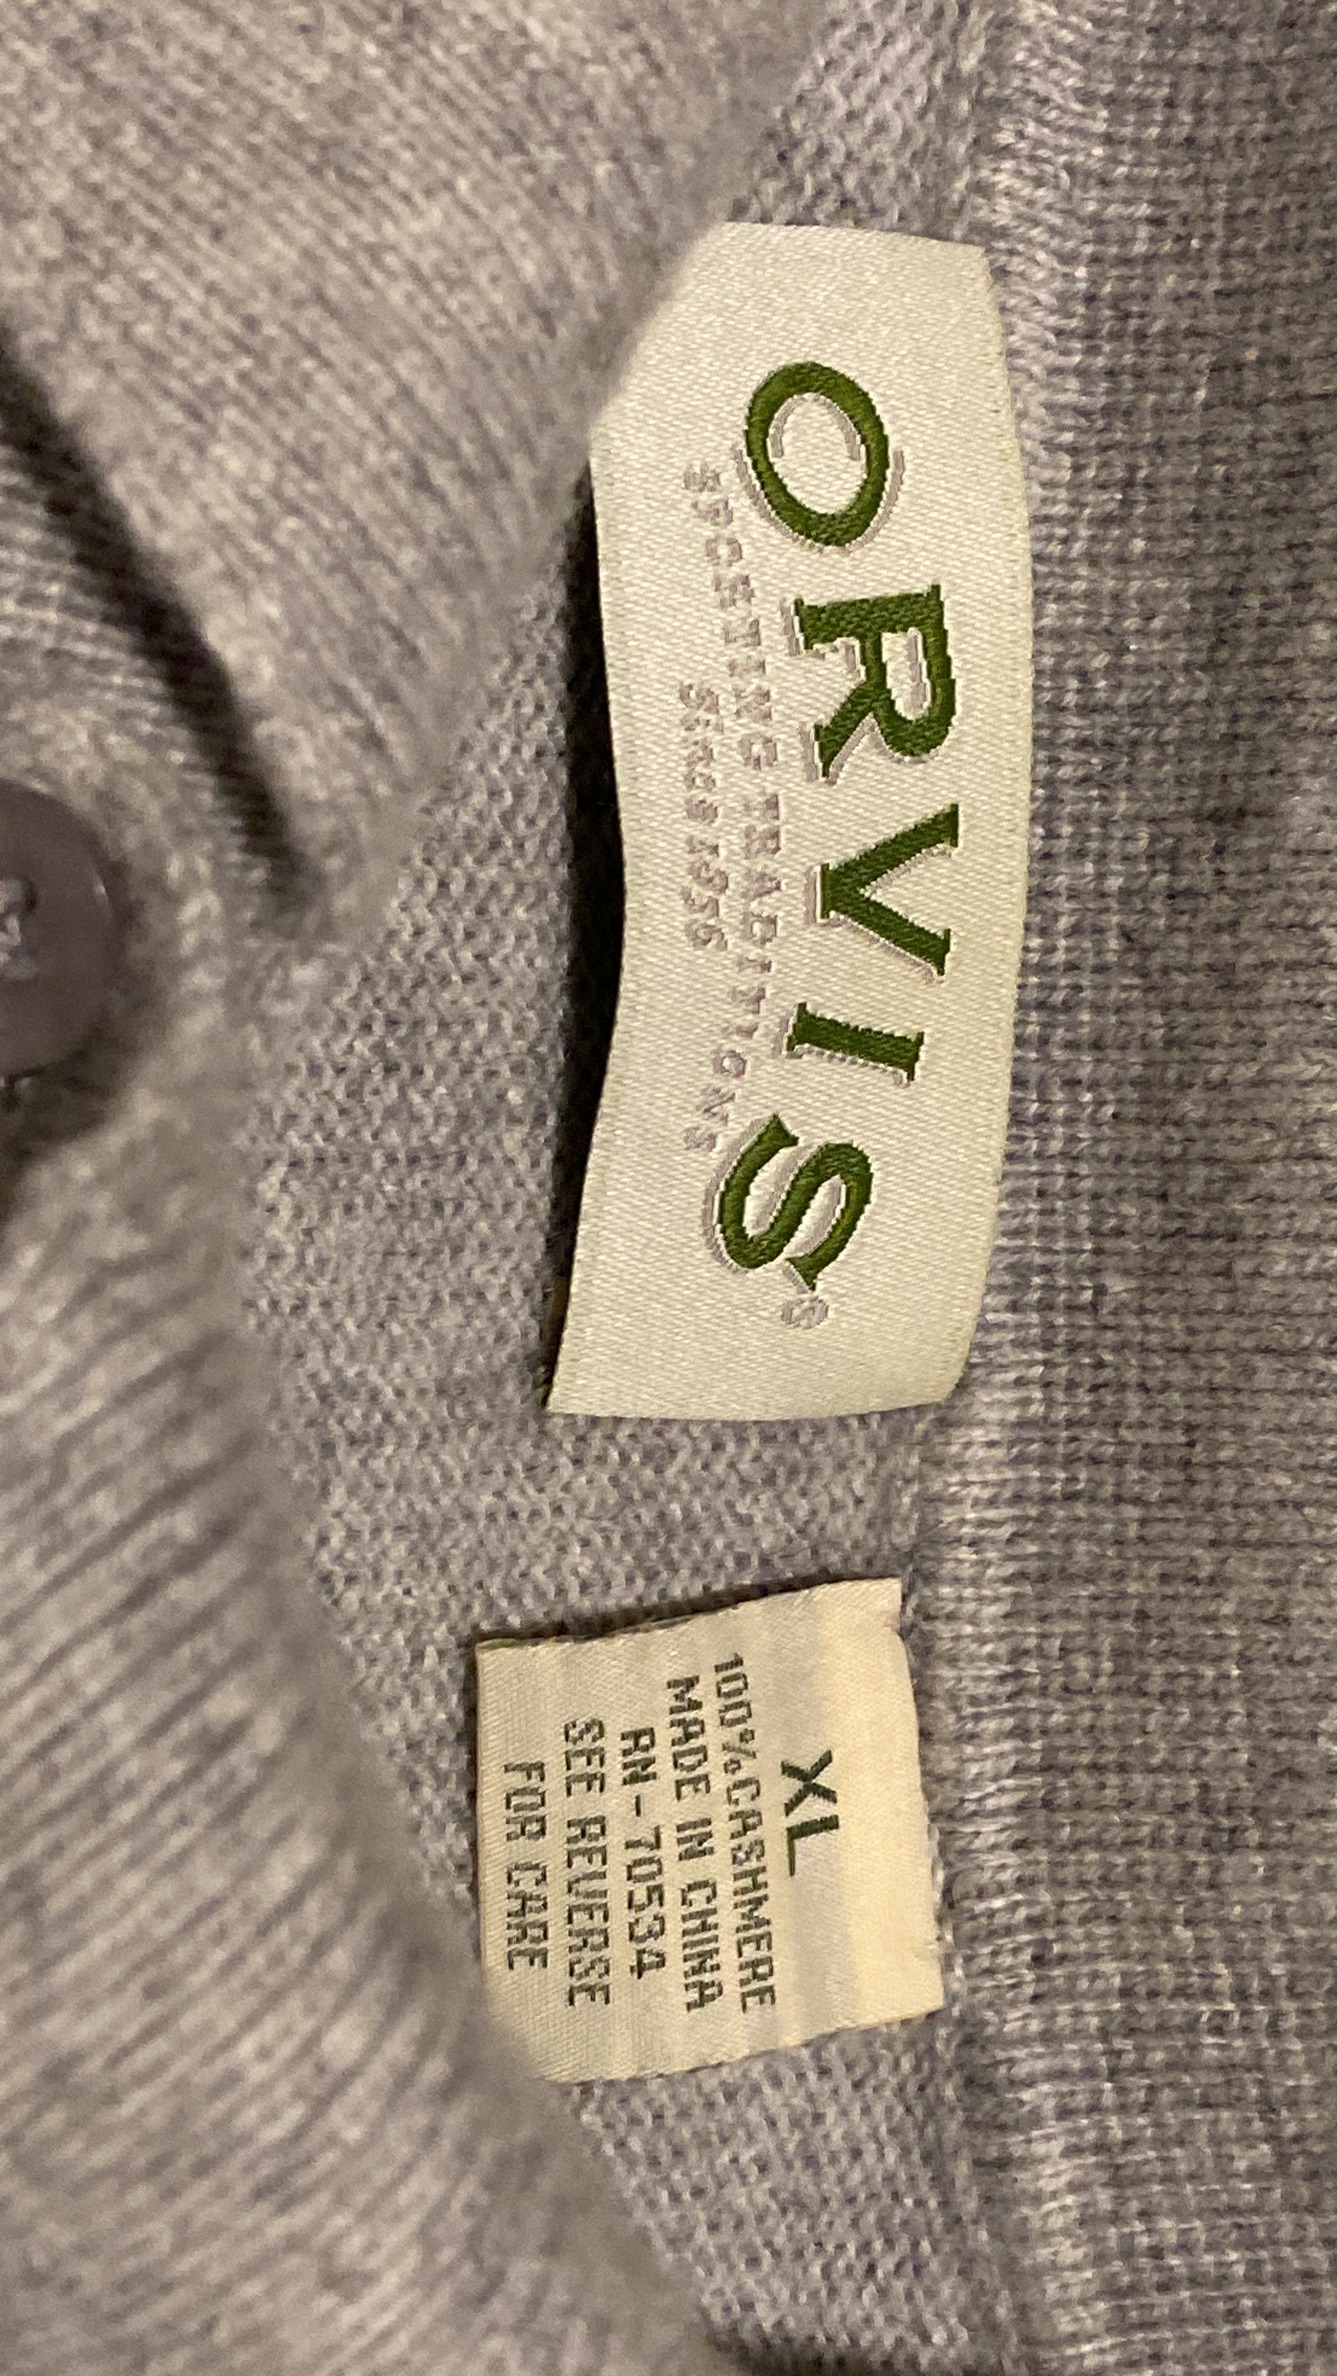 ORVIS®
SPORTING TRADITIONS
Since 1856
XL
100% CASHMERE
MADE IN CHINA
RN-70534
SEE REVERSE
FOR CARE